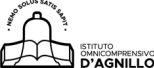 · NEMO SOLUS SATIS SAPIT ·
ISTITUTO
OMNICOMPRENSIVO
D'AGNILLO